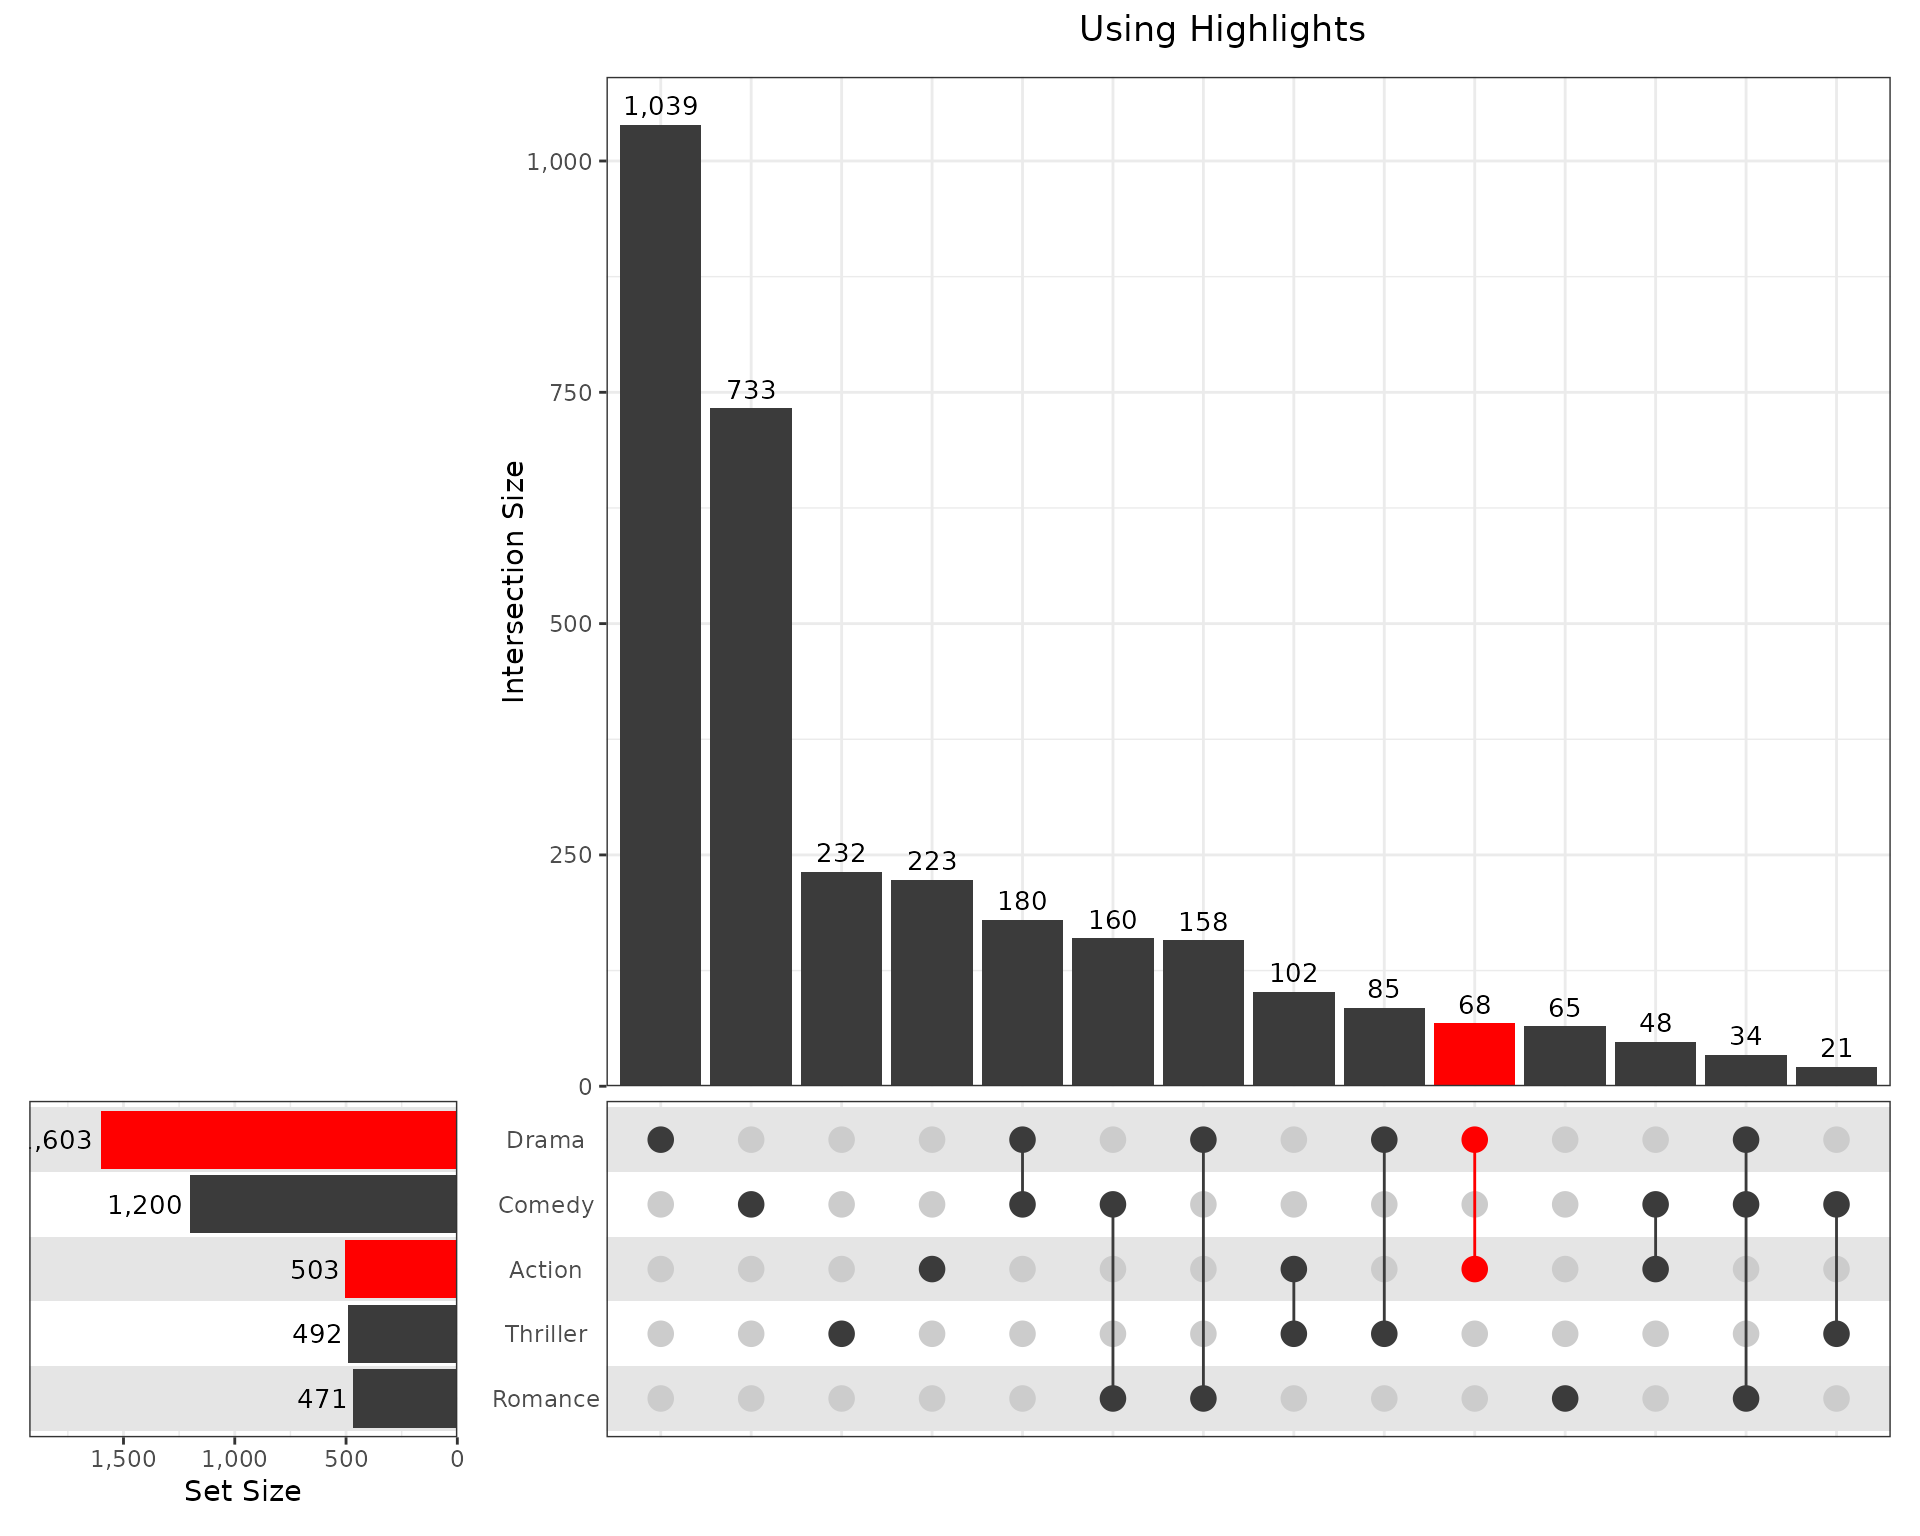 Using Highlights
Intersection Size
1,000
750
500
250
0
1,039
733
232
223
180
160
158
102
85
68
65
48
34
21
,603
1,200
503
492
471
Drama
Comedy
Action
Thriller
Romance
1,500 1,000 500 0
Set Size